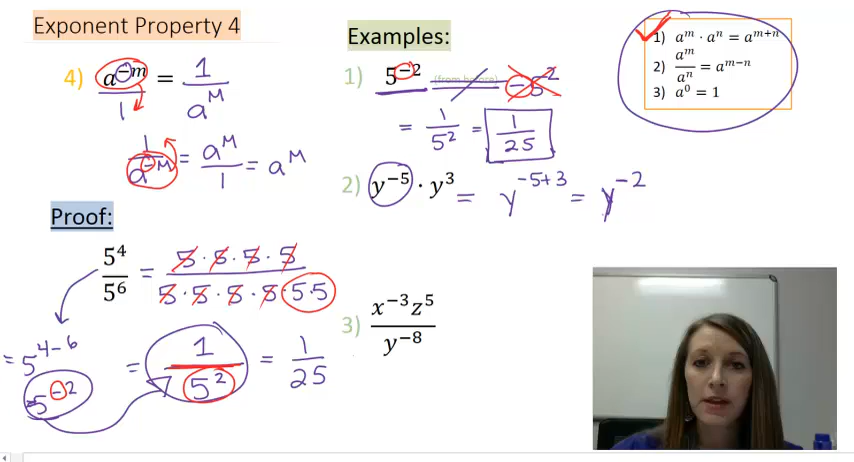 Exponent Property 4
4) a^{-m}/1 = 1/a^M
1/a^{-M} = a^M/1 = a^M
Proof:
5^4/5^6 = 5·5·5·5/5·5·5·5·5·5
= 5^{4-6} = 1/5^2 = 1/25
5^{-2}
Examples:
1) 5^{-2} (from before) -5^2
= 1/5^2 = 1/25
2) y^{-5} · y^3 = y^{-5+3} = y^{-2}
3) x^{-3}z^5/y^{-8}
1) a^m · a^n = a^{m+n}
2) a^m/a^n = a^{m-n}
3) a^0 = 1